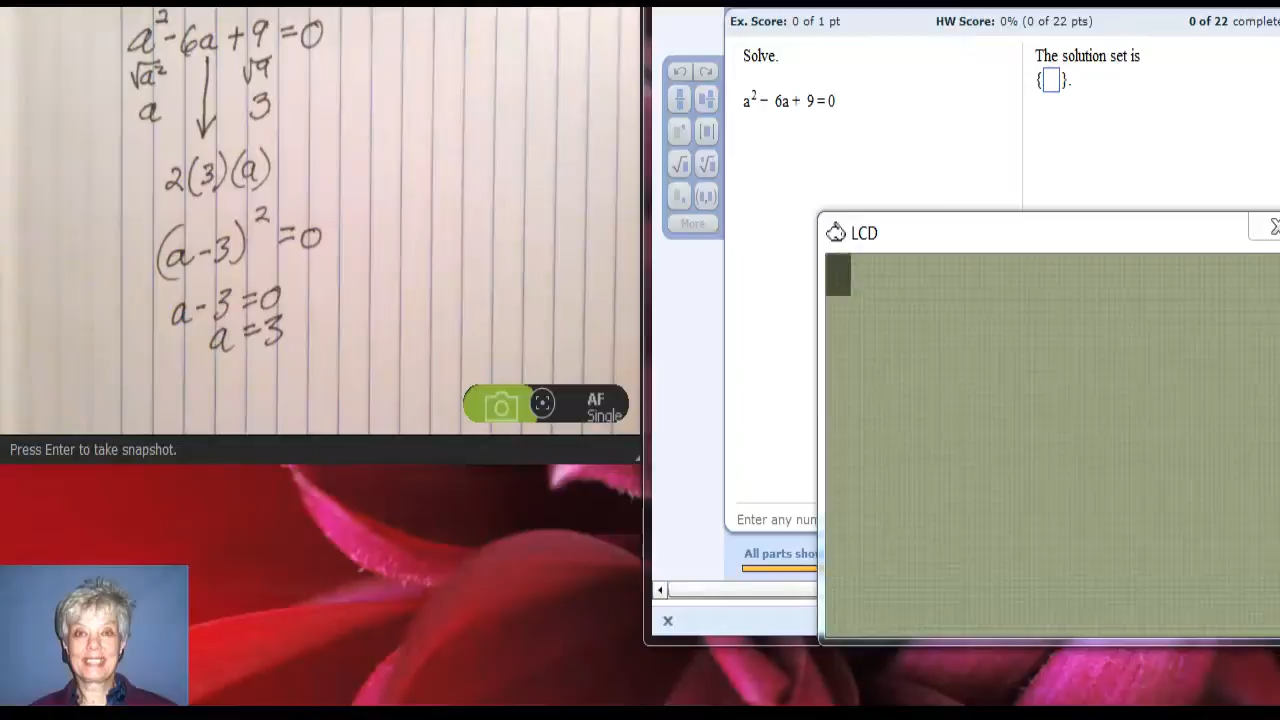 a² - 6a + 9 = 0
√a² √9
a 3
2(3)(a)
(a - 3)² = 0
a - 3 = 0
a = 3
AF
Single
Press Enter to take snapshot.
Ex. Score: 0 of 1 pt
HW Score: 0% (0 of 22 pts)
0 of 22 complete
Solve.
a² − 6a + 9 = 0
The solution set is
{ }.
More
LCD
Enter any num
All parts sho